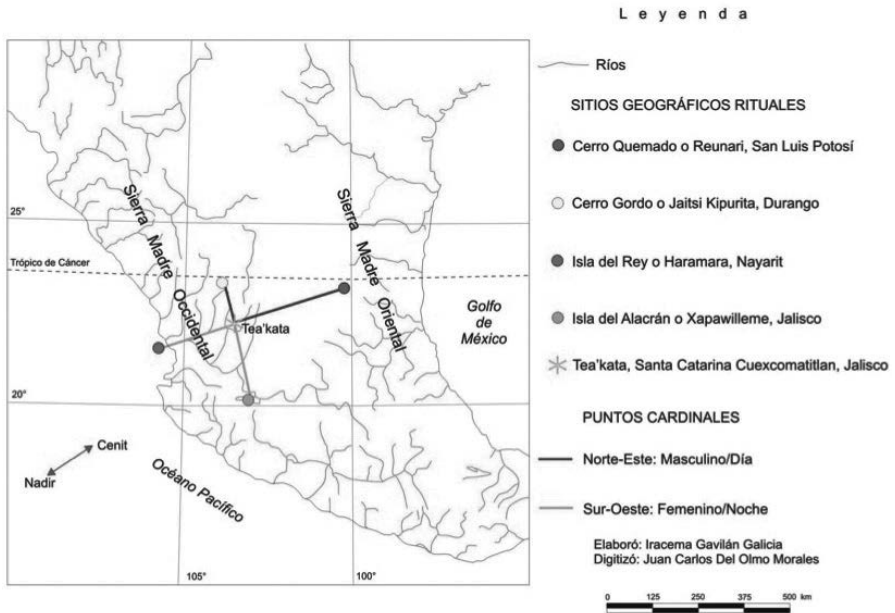 L e y e n d a
Ríos
SITIOS GEOGRÁFICOS RITUALES
Cerro Quemado o Reunari, San Luis Potosí
Cerro Gordo o Jaitsi Kipurita, Durango
Isla del Rey o Haramara, Nayarit
Isla del Alacrán o Xapawilleme, Jalisco
Tea'kata, Santa Catarina Cuexcomatitlan, Jalisco
PUNTOS CARDINALES
Norte-Este: Masculino/Día
Sur-Oeste: Femenino/Noche
Elaboró: Iracema Gavilán Galicia
Digitizó: Juan Carlos Del Olmo Morales
0 125 250 375 500 km
25°
Trópico de Cáncer
20°
105°
100°
Sierra Madre Occidental
Sierra Madre Oriental
Tea'kata
Golfo
de
México
Cenit
Nadir
Océano Pacífico